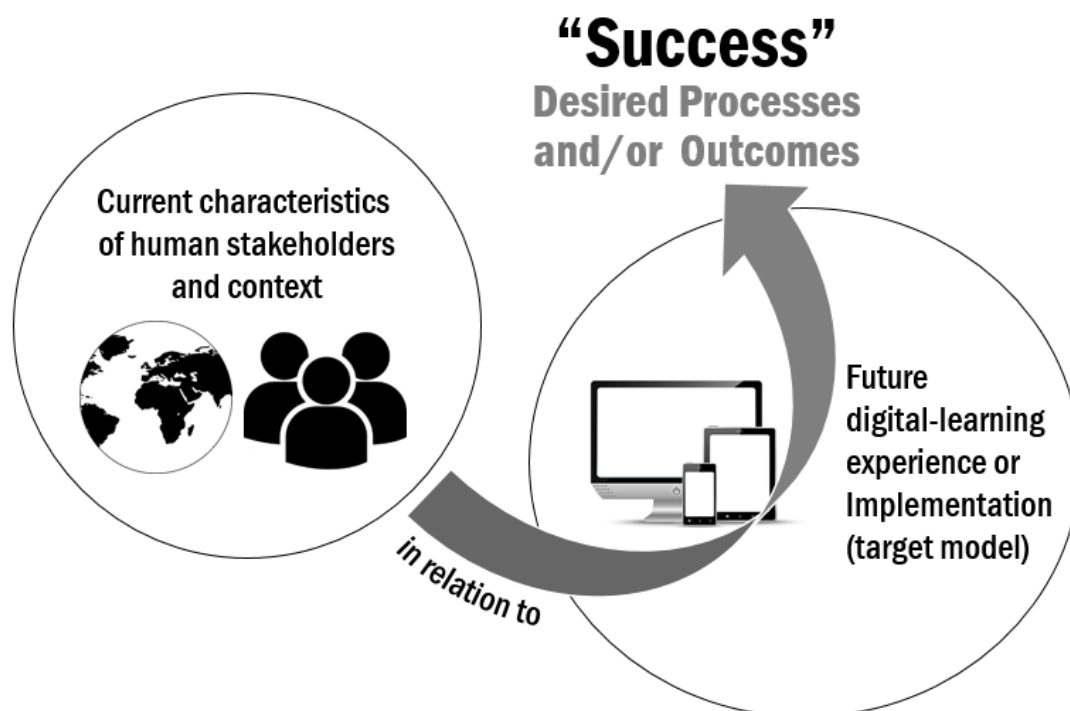 “Success”
Desired Processes
and/or Outcomes
Current characteristics
of human stakeholders
and context
in relation to
Future
digital-learning
experience or
Implementation
(target model)